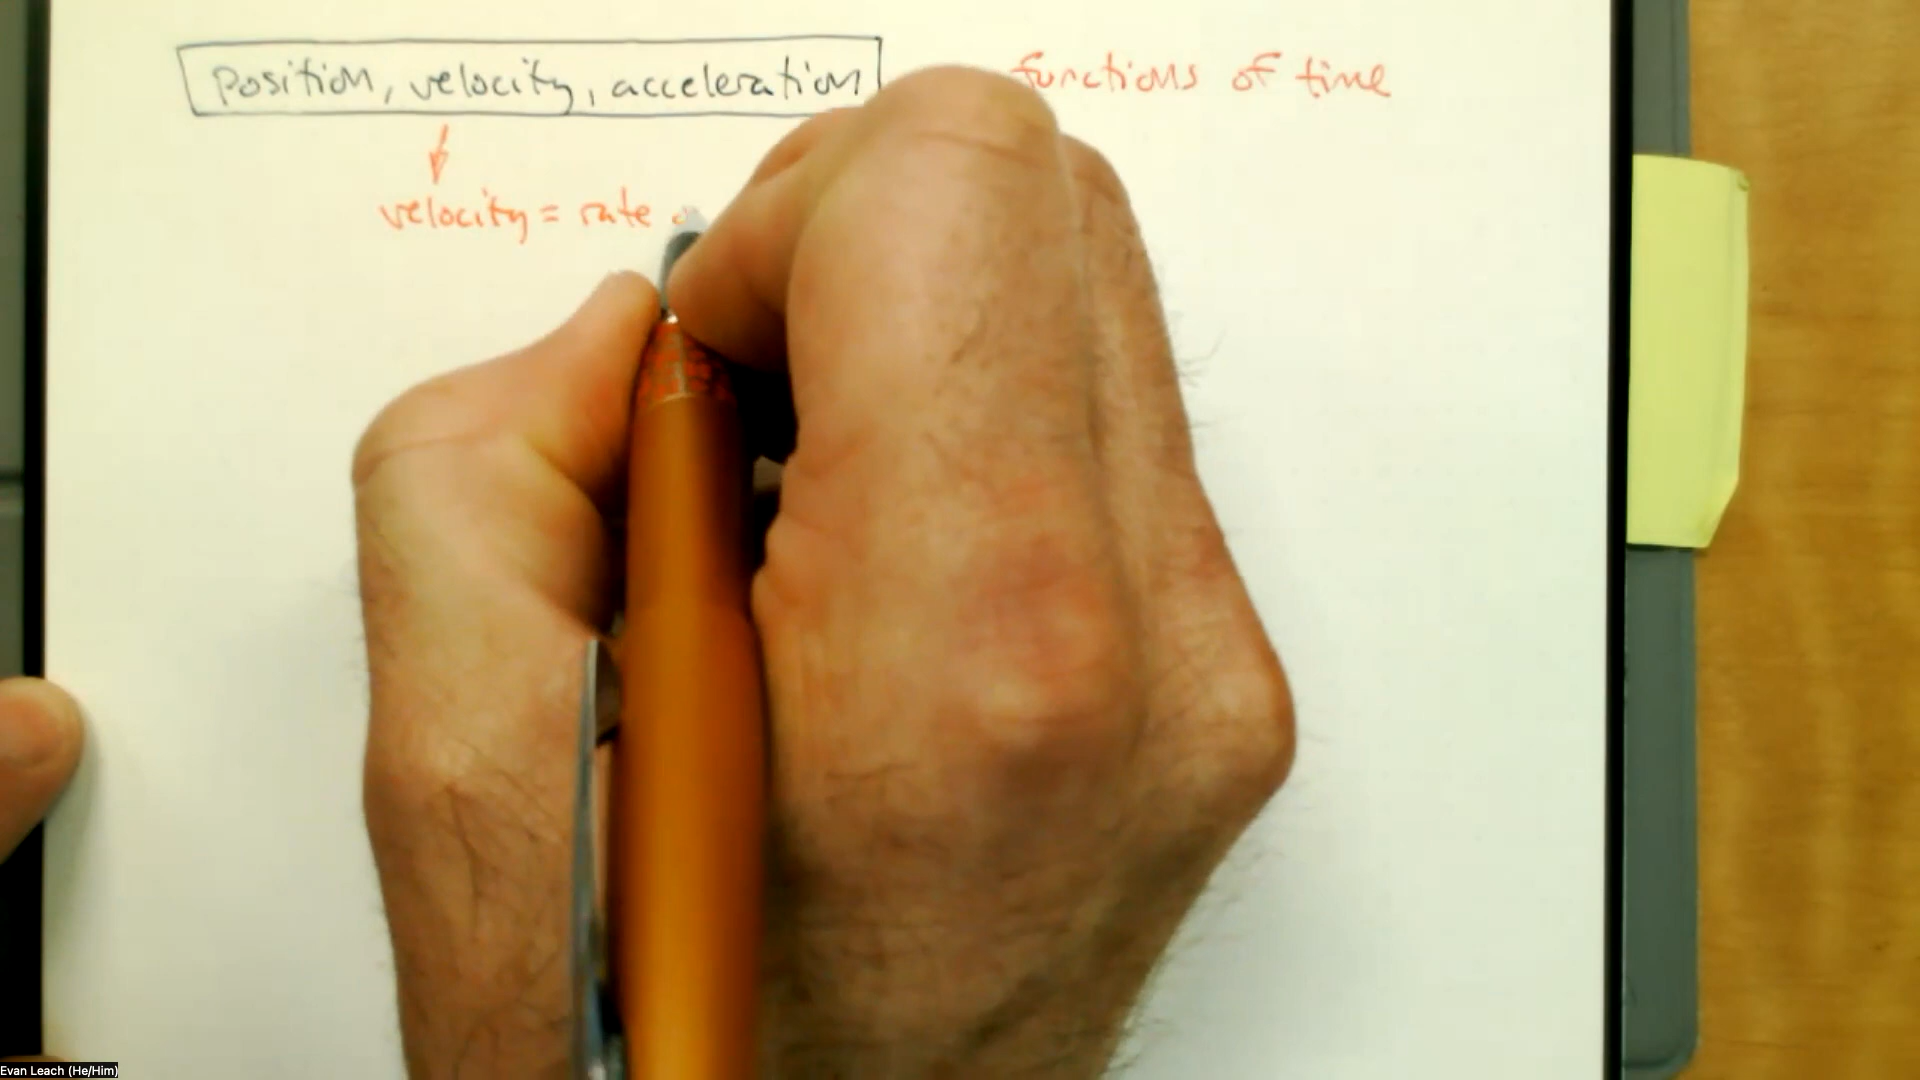 position, velocity, acceleration functions of time
velocity = rate
Evan Leach (He/Him)